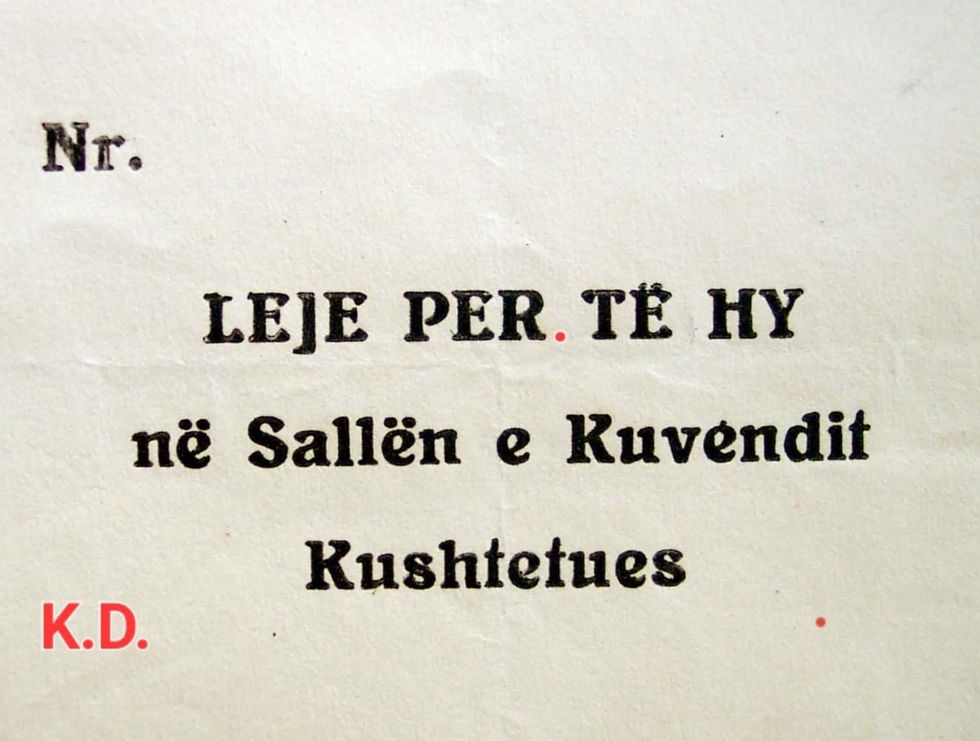 Nr.
LEJE PER TË HY
në Sallën e Kuvendit
Kushtetues
K.D.